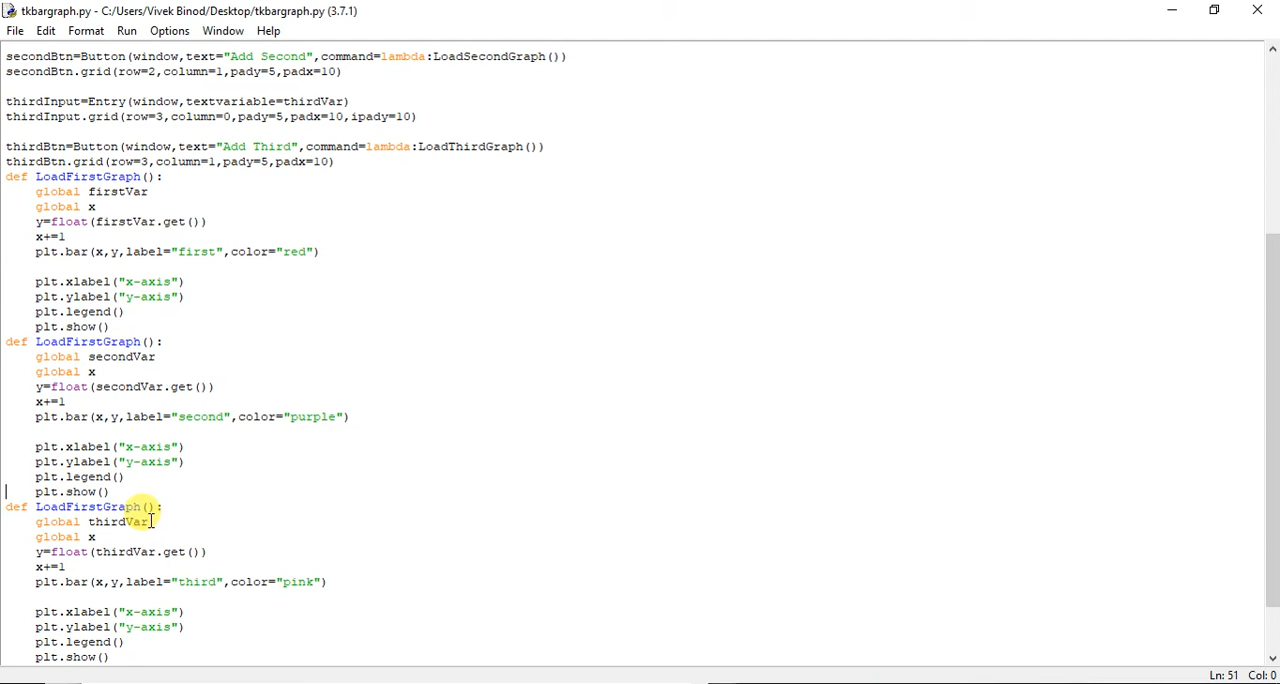 tkbargraph.py - C:/Users/Vivek Binod/Desktop/tkbargraph.py (3.7.1)
File Edit Format Run Options Window Help
secondBtn=Button(window,text="Add Second",command=lambda:LoadSecondGraph())
secondBtn.grid(row=2,column=1,pady=5,padx=10)
thirdInput=Entry(window,textvariable=thirdVar)
thirdInput.grid(row=3,column=0,pady=5,padx=10,ipady=10)
thirdBtn=Button(window,text="Add Third",command=lambda:LoadThirdGraph())
thirdBtn.grid(row=3,column=1,pady=5,padx=10)
def LoadFirstGraph():
    global firstVar
    global x
    y=float(firstVar.get())
    x+=1
    plt.bar(x,y,label="first",color="red")
    plt.xlabel("x-axis")
    plt.ylabel("y-axis")
    plt.legend()
    plt.show()
def LoadFirstGraph():
    global secondVar
    global x
    y=float(secondVar.get())
    x+=1
    plt.bar(x,y,label="second",color="purple")
    plt.xlabel("x-axis")
    plt.ylabel("y-axis")
    plt.legend()
    plt.show()
def LoadFirstGraph():
    global thirdVar
    global x
    y=float(thirdVar.get())
    x+=1
    plt.bar(x,y,label="third",color="pink")
    plt.xlabel("x-axis")
    plt.ylabel("y-axis")
    plt.legend()
    plt.show()
Ln: 51 Col: 0